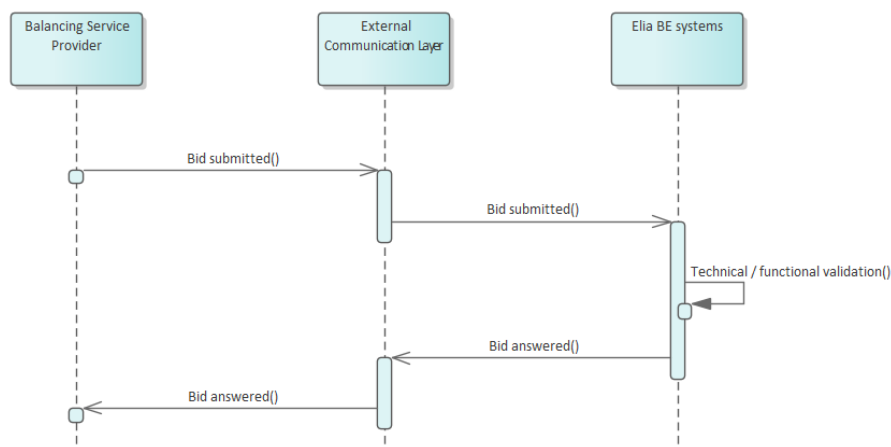 Balancing Service
Provider
External
Communication Layer
Elia BE systems
Bid submitted()
Bid submitted()
Technical / functional validation()
Bid answered()
Bid answered()